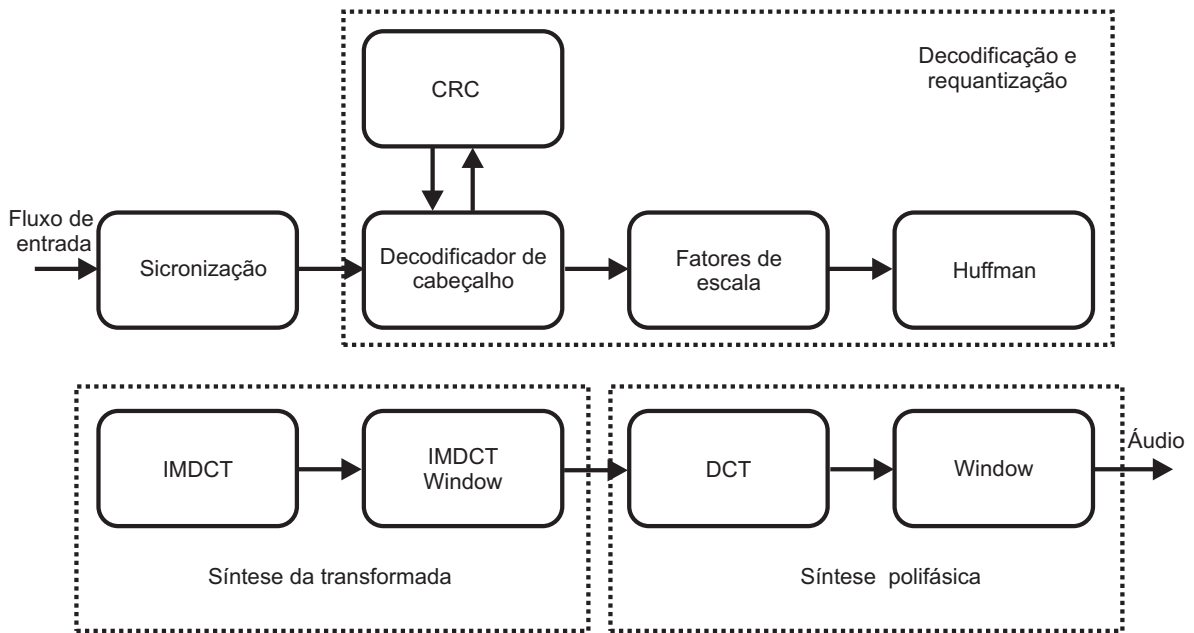 Decodificação e
requantização
CRC
Fluxo de
entrada
Sicronização
Decodificador de
cabeçalho
Fatores de
escala
Huffman
IMDCT
IMDCT
Window
DCT
Window
Áudio
Síntese da transformada
Síntese polifásica